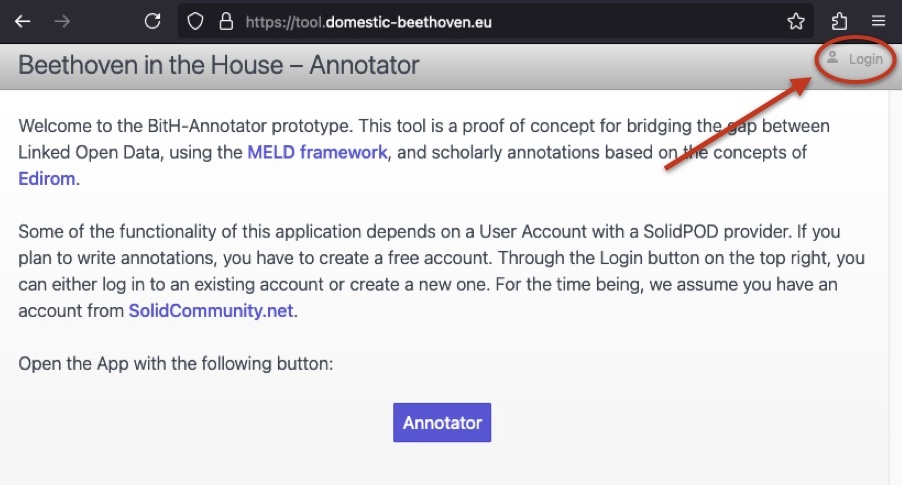 https://tool.domestic-beethoven.eu
Beethoven in the House – Annotator
Login
Welcome to the BitH-Annotator prototype. This tool is a proof of concept for bridging the gap between
Linked Open Data, using the MELD framework, and scholarly annotations based on the concepts of
Edirom.
Some of the functionality of this application depends on a User Account with a SolidPOD provider. If you
plan to write annotations, you have to create a free account. Through the Login button on the top right, you
can either log in to an existing account or create a new one. For the time being, we assume you have an
account from SolidCommunity.net.
Open the App with the following button:
Annotator